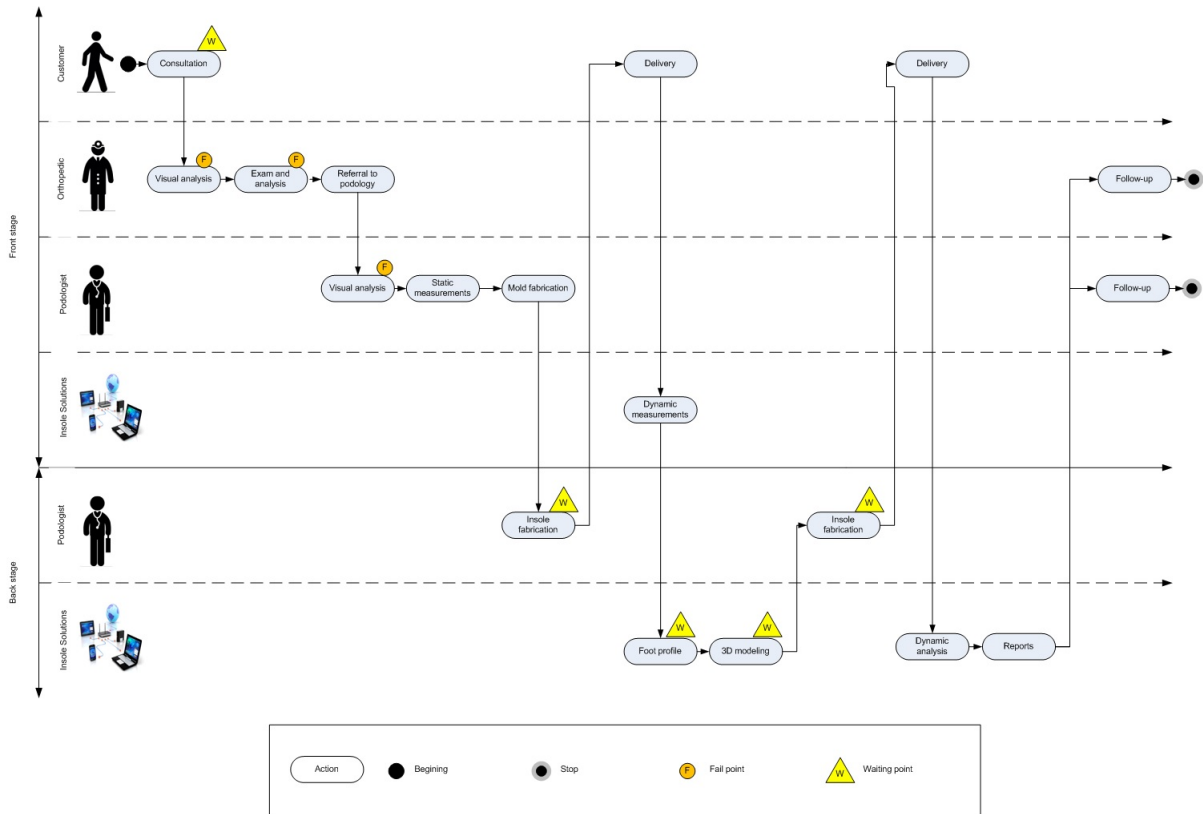 Front stage
Customer
W
Consultation
Delivery
Delivery
Orthopedic
F
F
Visual analysis
Exam and
analysis
Referral to
podology
Follow-up
Podologist
F
Visual analysis
Static
measurements
Mold fabrication
Follow-up
Insole Solutions
Dynamic
measurements
Back stage
Podologist
W
Insole
fabrication
W
Insole
fabrication
Insole Solutions
W
Foot profile
W
3D modeling
Dynamic
analysis
Reports
Action
Begining
Stop
F
Fail point
W
Waiting point